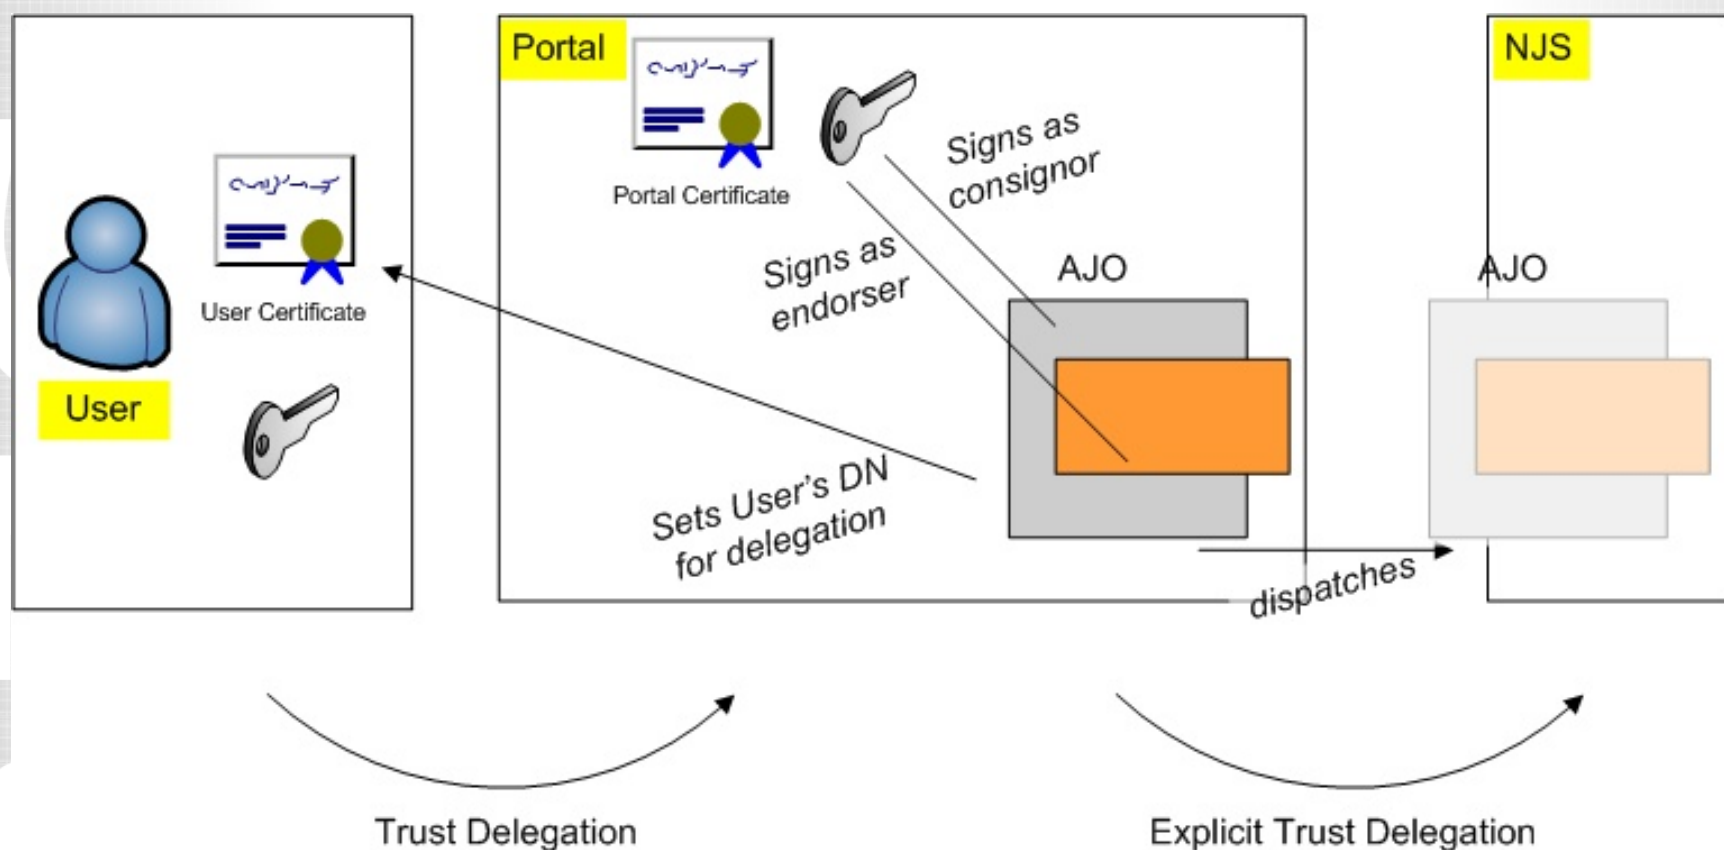 Portal
NJS
Signs as
consignor
Portal Certificate
Signs as
endorser
AJO
AJO
User Certificate
User
Sets User's DN
for delegation
dispatches
Trust Delegation
Explicit Trust Delegation